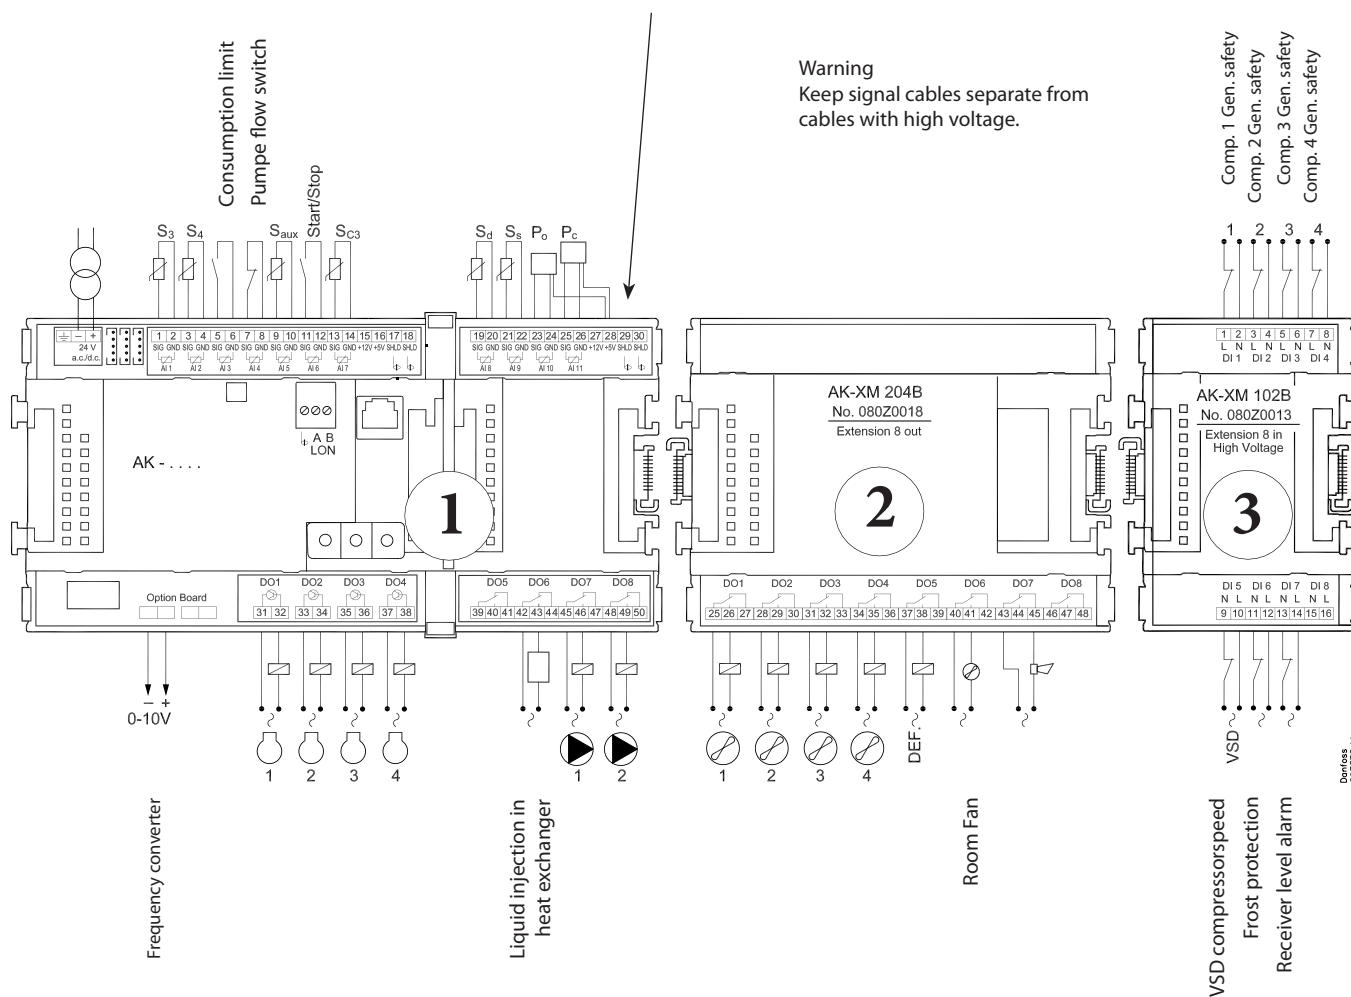 Consumption limit
Pumpe flow switch
Warning
Keep signal cables separate from
cables with high voltage.
Comp. 1 Gen. safety
Comp. 2 Gen. safety
Comp. 3 Gen. safety
Comp. 4 Gen. safety
S3 S4 Saux Start/Stop SC3
Sd Ss Po Pc
1 2 3 4
– +
24 V
a.c./d.c.
1 2 3 4 5 6 7 8 9 10 11 12 13 14 15 16 17 18
SIG GND SIG GND SIG GND SIG GND SIG GND SIG GND SIG GND +12V +5V SHLD SHLD
AI 1 AI 2 AI 3 AI 4 AI 5 AI 6 AI 7
19 20 21 22 23 24 25 26 27 28 29 30
SIG GND SIG GND SIG GND SIG GND +12V +5V SHLD SHLD
AI 8 AI 9 AI 10 AI 11
1 2 3 4 5 6 7 8
L N L N L N L N
DI 1 DI 2 DI 3 DI 4
AK - . . . .
A B
LON
1
AK-XM 204B
No. 080Z0018
Extension 8 out
2
AK-XM 102B
No. 080Z0013
Extension 8 in
High Voltage
3
Option Board
DO1 DO2 DO3 DO4
31 32 33 34 35 36 37 38
DO5 DO6 DO7 DO8
39 40 41 42 43 44 45 46 47 48 49 50
DO1 DO2 DO3 DO4 DO5 DO6 DO7 DO8
25 26 27 28 29 30 31 32 33 34 35 36 37 38 39 40 41 42 43 44 45 46 47 48
DI 5 DI 6 DI 7 DI 8
N L N L N L N L
9 10 11 12 13 14 15 16
– +
0-10V
1 2 3 4
1 2
1 2 3 4
DEF.
VSD
Danfoss
Frequency converter
Liquid injection in
heat exchanger
Room Fan
VSD compressorspeed
Frost protection
Receiver level alarm